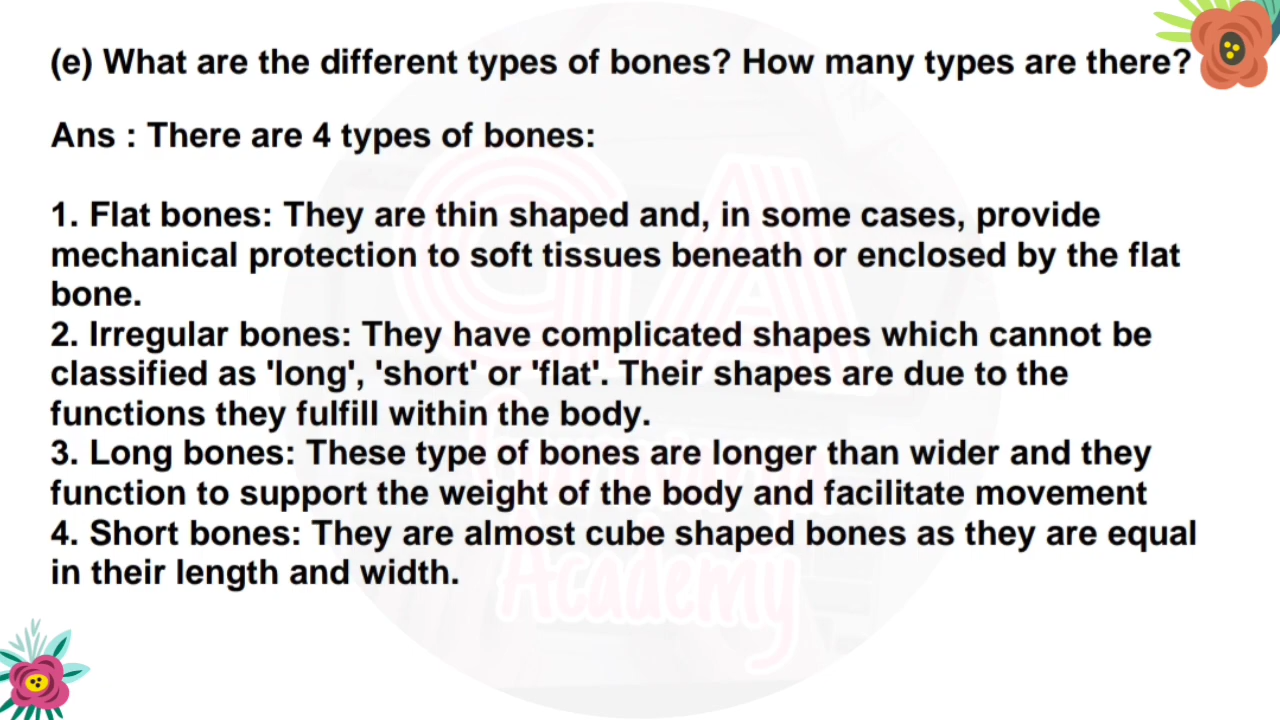 (e) What are the different types of bones? How many types are there?
Ans : There are 4 types of bones:
1. Flat bones: They are thin shaped and, in some cases, provide
mechanical protection to soft tissues beneath or enclosed by the flat
bone.
2. Irregular bones: They have complicated shapes which cannot be
classified as 'long', 'short' or 'flat'. Their shapes are due to the
functions they fulfill within the body.
3. Long bones: These type of bones are longer than wider and they
function to support the weight of the body and facilitate movement
4. Short bones: They are almost cube shaped bones as they are equal
in their length and width.
Academy